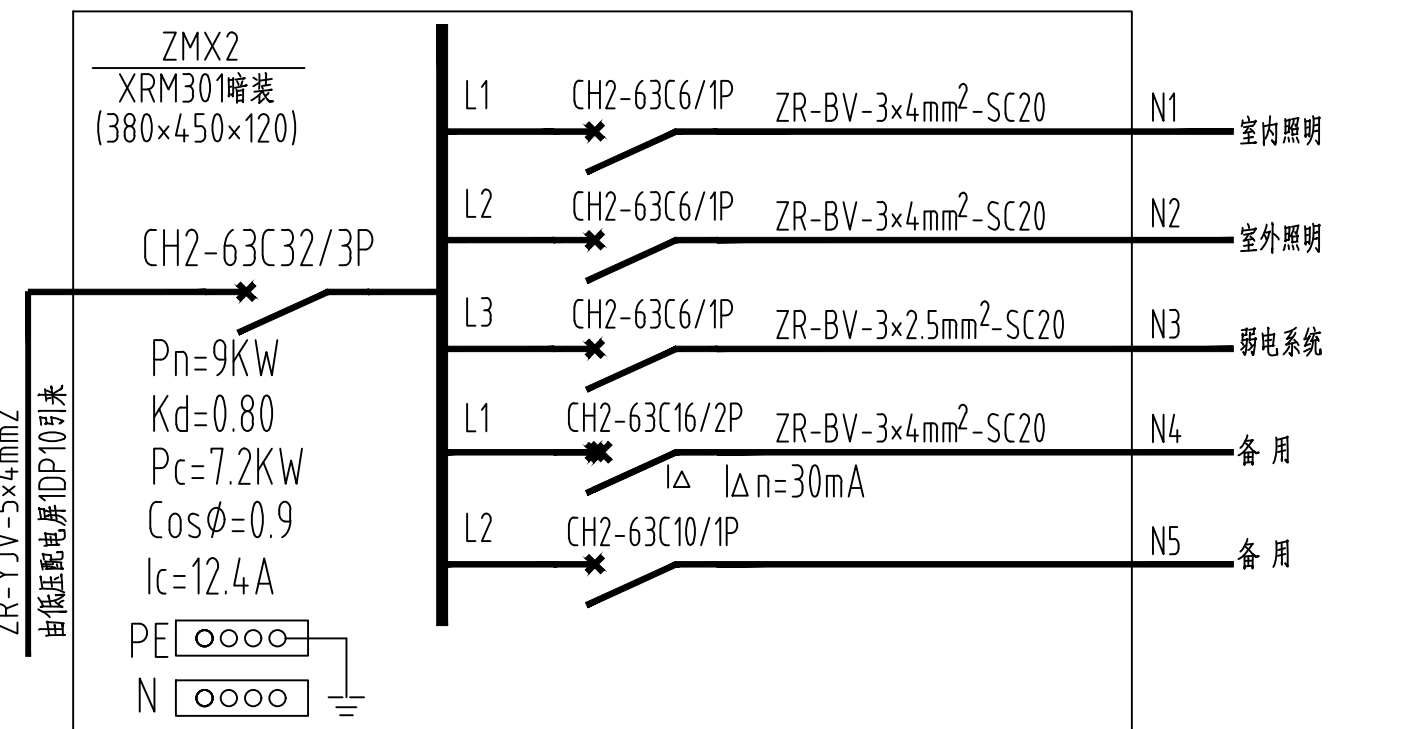 ZMX2
XRM301暗装
(380×450×120)
CH2-63C32/3P
Pn=9KW
Kd=0.80
Pc=7.2KW
CosØ=0.9
Ic=12.4A
PE
N
ZR-YJV-5×4mm2
由低压配电屏1DP10引来
L1 CH2-63C6/1P ZR-BV-3×4mm²-SC20 N1 室内照明
L2 CH2-63C6/1P ZR-BV-3×4mm²-SC20 N2 室外照明
L3 CH2-63C6/1P ZR-BV-3×2.5mm²-SC20 N3 弱电系统
L1 CH2-63C16/2P ZR-BV-3×4mm²-SC20 N4 备 用
I△ I△n=30mA
L2 CH2-63C10/1P N5 备 用